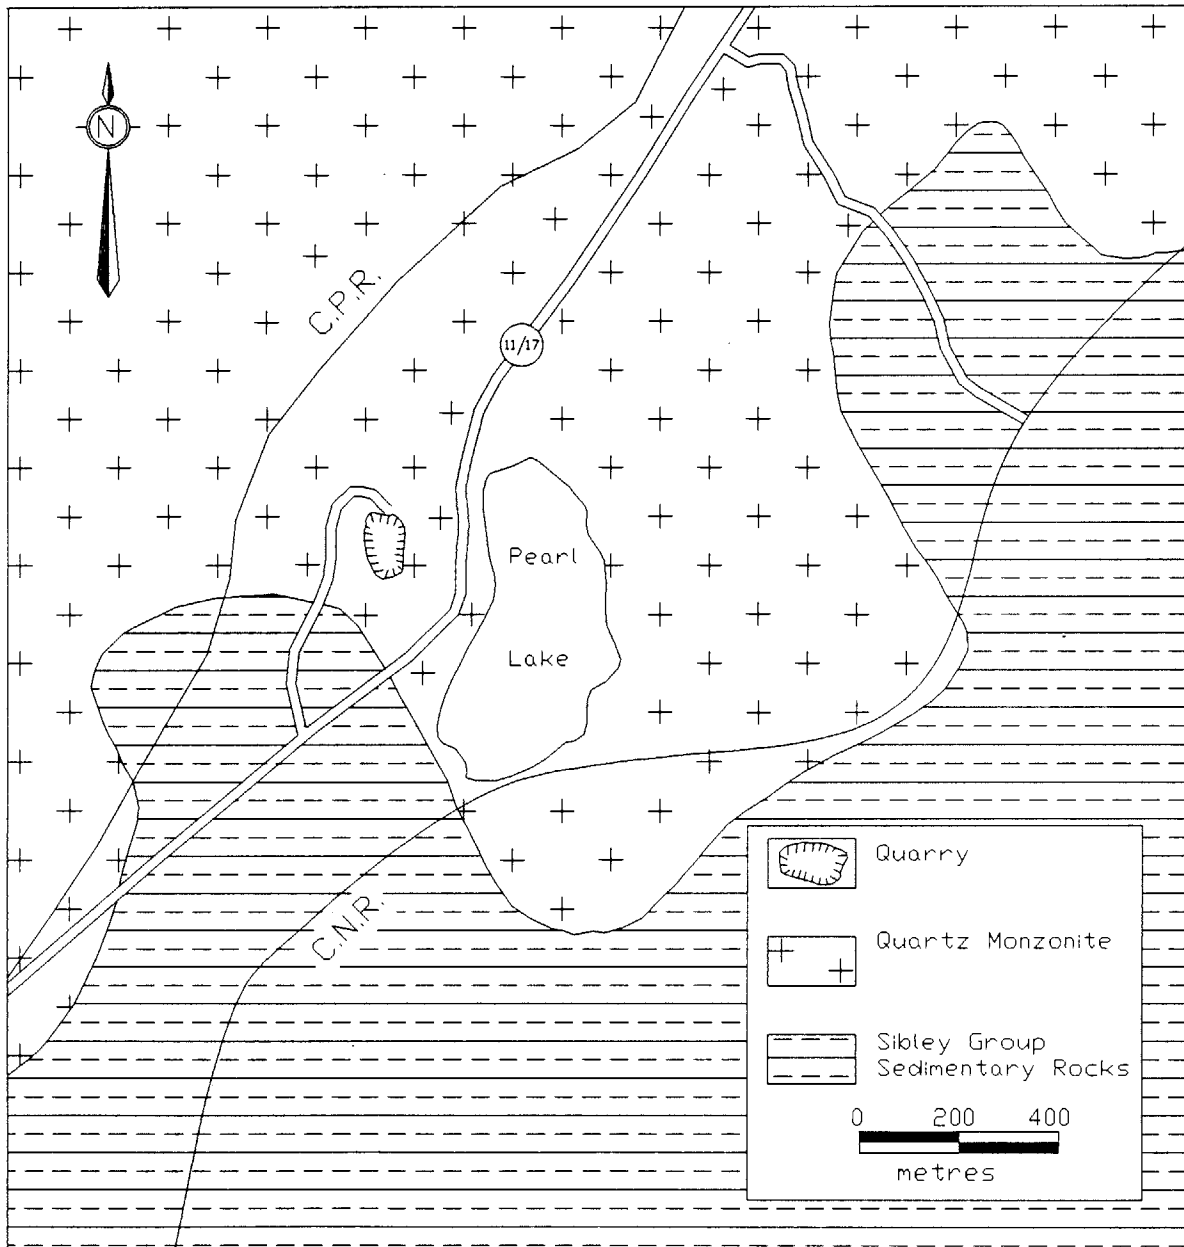 N
C.P.R.
11/17
Pearl
Lake
C.N.R.
Quarry
Quartz Monzonite
Sibley Group
Sedimentary Rocks
0 200 400
metres